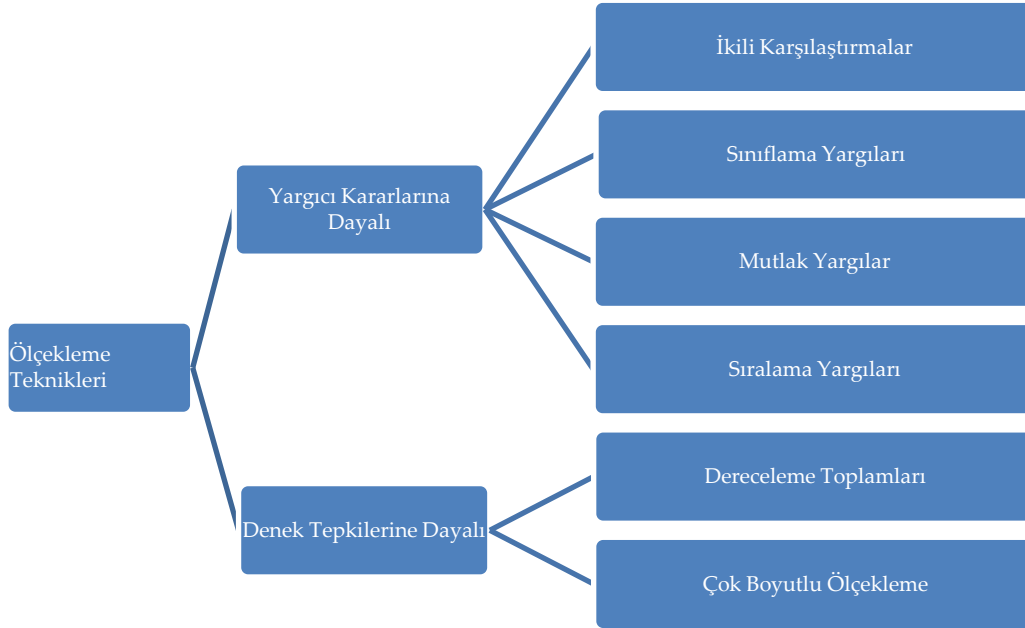 Ölçekleme
Teknikleri
Yargıcı Kararlarına
Dayalı
İkili Karşılaştırmalar
Sınıflama Yargıları
Mutlak Yargılar
Sıralama Yargıları
Denek Tepkilerine Dayalı
Dereceleme Toplamları
Çok Boyutlu Ölçekleme